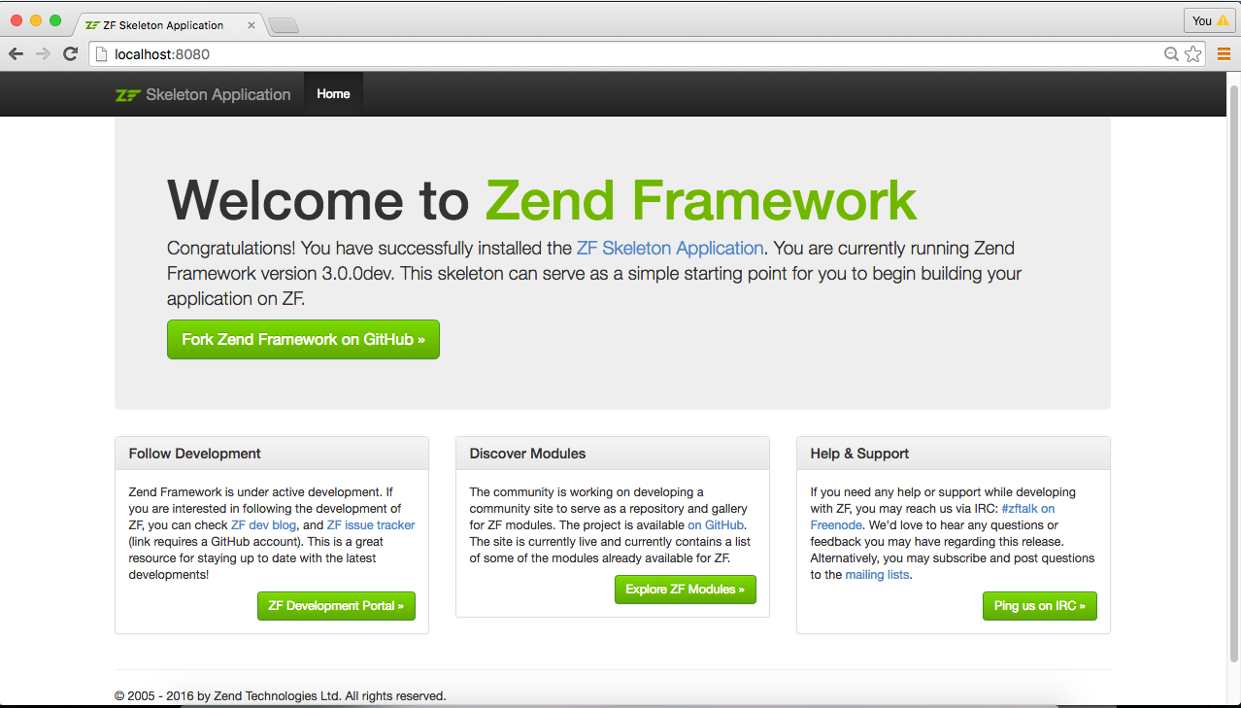 ZF Skeleton Application
You
localhost:8080
ZF Skeleton Application Home
Welcome to Zend Framework
Congratulations! You have successfully installed the ZF Skeleton Application. You are currently running Zend
Framework version 3.0.0dev. This skeleton can serve as a simple starting point for you to begin building your
application on ZF.
Fork Zend Framework on GitHub »
Follow Development
Zend Framework is under active development. If
you are interested in following the development of
ZF, you can check ZF dev blog, and ZF issue tracker
(link requires a GitHub account). This is a great
resource for staying up to date with the latest
developments!
ZF Development Portal »
Discover Modules
The community is working on developing a
community site to serve as a repository and gallery
for ZF modules. The project is available on GitHub.
The site is currently live and currently contains a list
of some of the modules already available for ZF.
Explore ZF Modules »
Help & Support
If you need any help or support while developing
with ZF, you may reach us via IRC: #zftalk on
Freenode. We'd love to hear any questions or
feedback you may have regarding this release.
Alternatively, you may subscribe and post questions
to the mailing lists.
Ping us on IRC »
© 2005 - 2016 by Zend Technologies Ltd. All rights reserved.